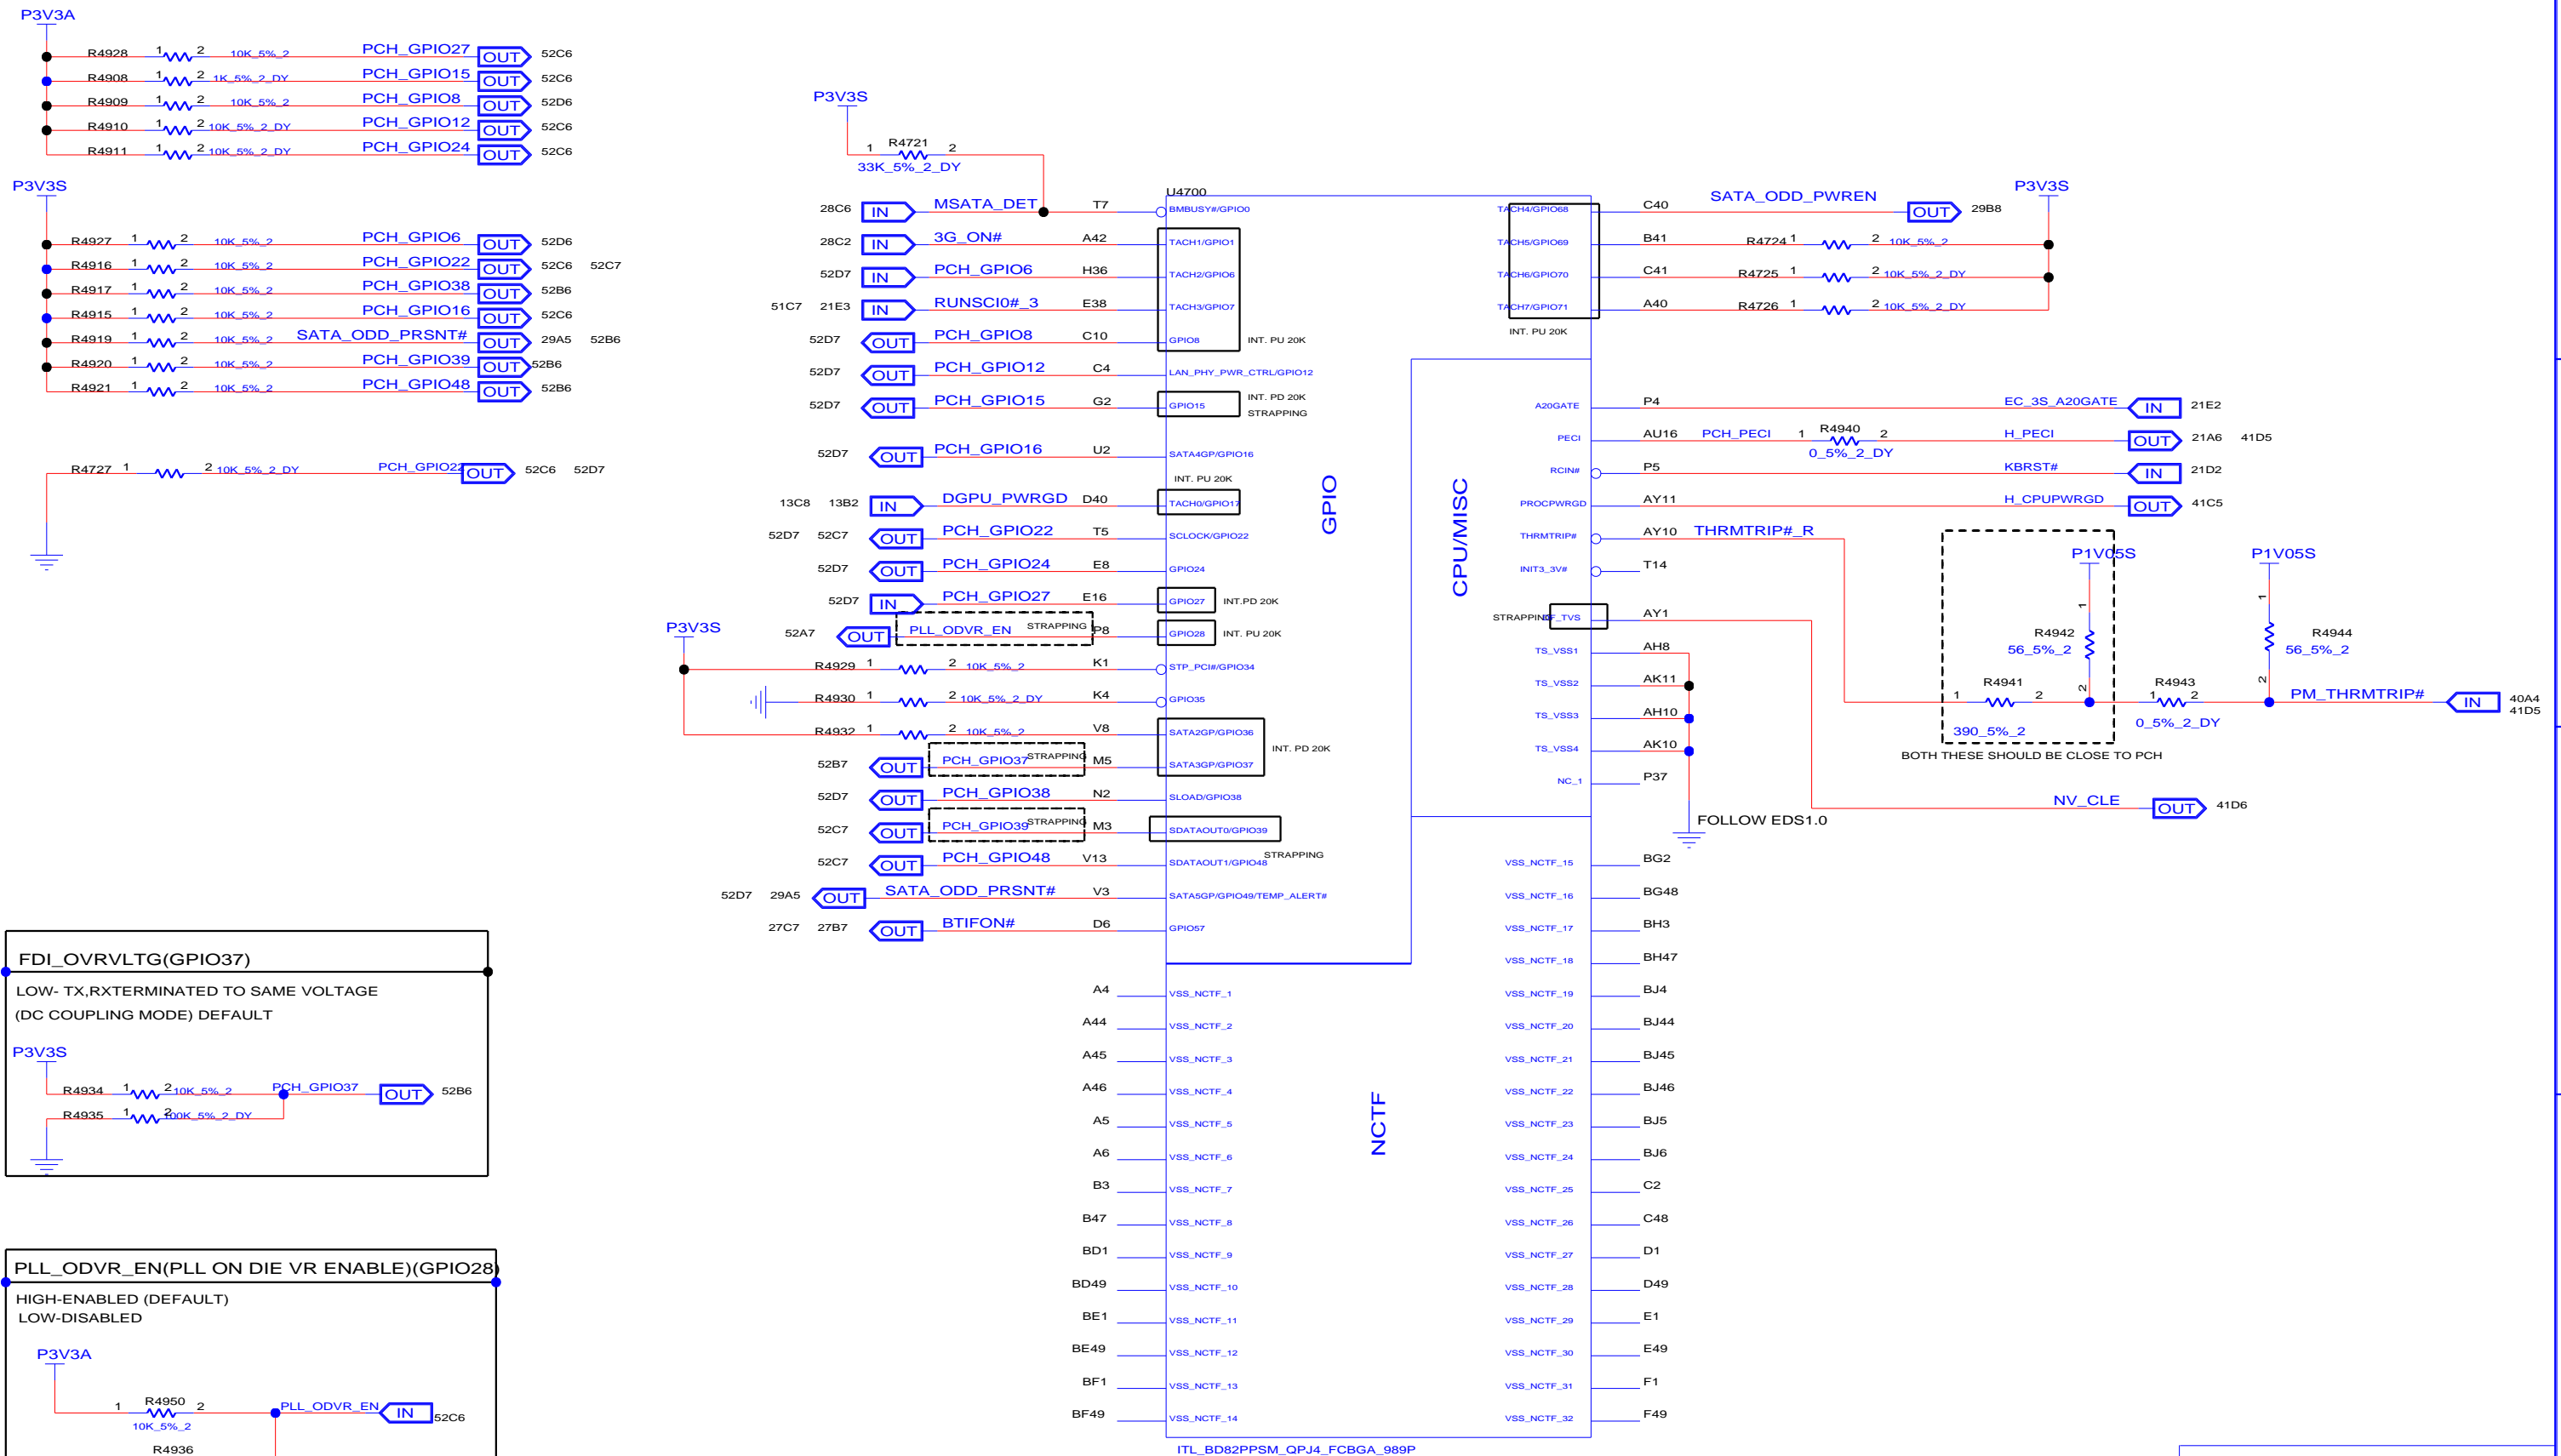 P3V3A
R4928 1 2 10K_5%_2 PCH_GPIO27 OUT 52C6
R4908 1 2 1K_5%_2_DY PCH_GPIO15 OUT 52C6
R4909 1 2 10K_5%_2 PCH_GPIO8 OUT 52D6
R4910 1 2 10K_5%_2_DY PCH_GPIO12 OUT 52C6
R4911 1 2 10K_5%_2_DY PCH_GPIO24 OUT 52C6
P3V3S
R4927 1 2 10K_5%_2 PCH_GPIO6 OUT 52D6
R4916 1 2 10K_5%_2 PCH_GPIO22 OUT 52C6 52C7
R4917 1 2 10K_5%_2 PCH_GPIO38 OUT 52B6
R4915 1 2 10K_5%_2 PCH_GPIO16 OUT 52C6
R4919 1 2 10K_5%_2 SATA_ODD_PRSNT# OUT 29A5 52B6
R4920 1 2 10K_5%_2 PCH_GPIO39 OUT 52B6
R4921 1 2 10K_5%_2 PCH_GPIO48 OUT 52B6
R4727 1 2 10K_5%_2_DY PCH_GPIO22 OUT 52C6 52D7
FDI_OVRVLTG(GPIO37)
LOW- TX,RXTERMINATED TO SAME VOLTAGE
(DC COUPLING MODE) DEFAULT
P3V3S
R4934 1 2 10K_5%_2 PCH_GPIO37 OUT 52B6
R4935 1 2 100K_5%_2_DY
PLL_ODVR_EN(PLL ON DIE VR ENABLE)(GPIO28)
HIGH-ENABLED (DEFAULT)
LOW-DISABLED
P3V3A
R4950
1 2 PLL_ODVR_EN IN 52C6
10K_5%_2
R4936
P3V3S
R4721
1 2
33K_5%_2_DY
U4700
28C6 IN MSATA_DET T7 BMBUSY#/GPIO0
28C2 IN 3G_ON# A42 TACH1/GPIO1
52D7 IN PCH_GPIO6 H36 TACH2/GPIO6
51C7 21E3 IN RUNSCI0#_3 E38 TACH3/GPIO7
52D7 OUT PCH_GPIO8 C10 GPIO8 INT. PU 20K
52D7 OUT PCH_GPIO12 C4 LAN_PHY_PWR_CTRL/GPIO12
52D7 OUT PCH_GPIO15 G2 GPIO15 INT. PD 20K
STRAPPING
52D7 OUT PCH_GPIO16 U2 SATA4GP/GPIO16
INT. PU 20K
13C8 13B2 IN DGPU_PWRGD D40 TACH0/GPIO17
52D7 52C7 OUT PCH_GPIO22 T5 SCLOCK/GPIO22
52D7 OUT PCH_GPIO24 E8 GPIO24
52D7 IN PCH_GPIO27 E16 GPIO27 INT.PD 20K
52A7 OUT PLL_ODVR_EN STRAPPING P8 GPIO28 INT. PU 20K
P3V3S
R4929 1 2 10K_5%_2 K1 STP_PCI#/GPIO34
R4930 1 2 10K_5%_2_DY K4 GPIO35
R4932 1 2 10K_5%_2 V8 SATA2GP/GPIO36
INT. PD 20K
52B7 OUT PCH_GPIO37 STRAPPING M5 SATA3GP/GPIO37
52D7 OUT PCH_GPIO38 N2 SLOAD/GPIO38
52C7 OUT PCH_GPIO39 STRAPPING M3 SDATAOUT0/GPIO39
STRAPPING
52C7 OUT PCH_GPIO48 V13 SDATAOUT1/GPIO48
52D7 29A5 OUT SATA_ODD_PRSNT# V3 SATA5GP/GPIO49/TEMP_ALERT#
27C7 27B7 OUT BTIFON# D6 GPIO57
A4 VSS_NCTF_1
A44 VSS_NCTF_2
A45 VSS_NCTF_3
A46 VSS_NCTF_4
A5 VSS_NCTF_5
A6 VSS_NCTF_6
B3 VSS_NCTF_7
B47 VSS_NCTF_8
BD1 VSS_NCTF_9
BD49 VSS_NCTF_10
BE1 VSS_NCTF_11
BE49 VSS_NCTF_12
BF1 VSS_NCTF_13
BF49 VSS_NCTF_14
GPIO
CPU/MISC
NCTF
TACH4/GPIO68 C40 SATA_ODD_PWREN OUT 29B8
P3V3S
TACH5/GPIO69 B41 R4724 1 2 10K_5%_2
TACH6/GPIO70 C41 R4725 1 2 10K_5%_2_DY
TACH7/GPIO71 A40 R4726 1 2 10K_5%_2_DY
INT. PU 20K
A20GATE P4 EC_3S_A20GATE IN 21E2
PECI AU16 PCH_PECI 1 R4940 2 H_PECI OUT 21A6 41D5
0_5%_2_DY
RCIN# P5 KBRST# IN 21D2
PROCPWRGD AY11 H_CPUPWRGD OUT 41C5
THRMTRIP# AY10 THRMTRIP#_R
INIT3_3V# T14
P1V05S P1V05S
1 1
R4942 R4944
56_5%_2 56_5%_2
2 2
R4941 R4943
1 2 1 2 PM_THRMTRIP# IN 40A4
41D5
390_5%_2 0_5%_2_DY
BOTH THESE SHOULD BE CLOSE TO PCH
STRAPPING DF_TVS AY1
TS_VSS1 AH8
TS_VSS2 AK11
TS_VSS3 AH10
TS_VSS4 AK10
NC_1 P37
NV_CLE OUT 41D6
FOLLOW EDS1.0
VSS_NCTF_15 BG2
VSS_NCTF_16 BG48
VSS_NCTF_17 BH3
VSS_NCTF_18 BH47
VSS_NCTF_19 BJ4
VSS_NCTF_20 BJ44
VSS_NCTF_21 BJ45
VSS_NCTF_22 BJ46
VSS_NCTF_23 BJ5
VSS_NCTF_24 BJ6
VSS_NCTF_25 C2
VSS_NCTF_26 C48
VSS_NCTF_27 D1
VSS_NCTF_28 D49
VSS_NCTF_29 E1
VSS_NCTF_30 E49
VSS_NCTF_31 F1
VSS_NCTF_32 F49
ITL_BD82PPSM_QPJ4_FCBGA_989P